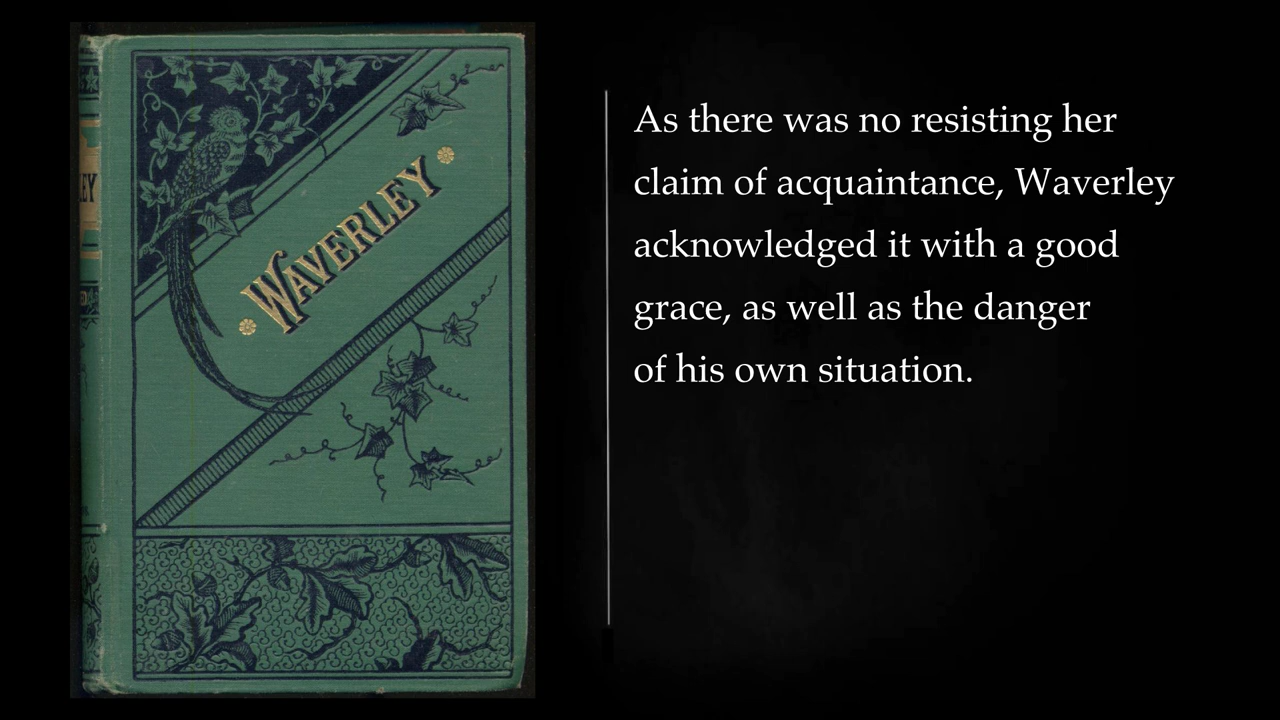 WAVERLEY
As there was no resisting her
claim of acquaintance, Waverley
acknowledged it with a good
grace, as well as the danger
of his own situation.